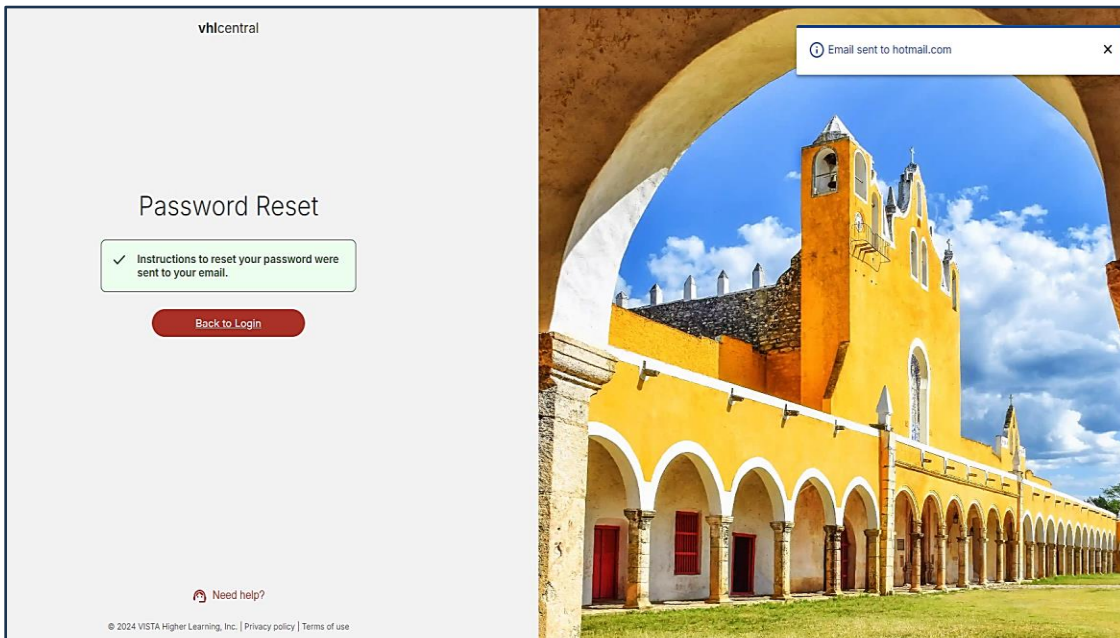 vhlcentral
Email sent to hotmail.com
Password Reset
Instructions to reset your password were
sent to your email.
Back to Login
Need help?
© 2024 VISTA Higher Learning, Inc. | Privacy policy | Terms of use